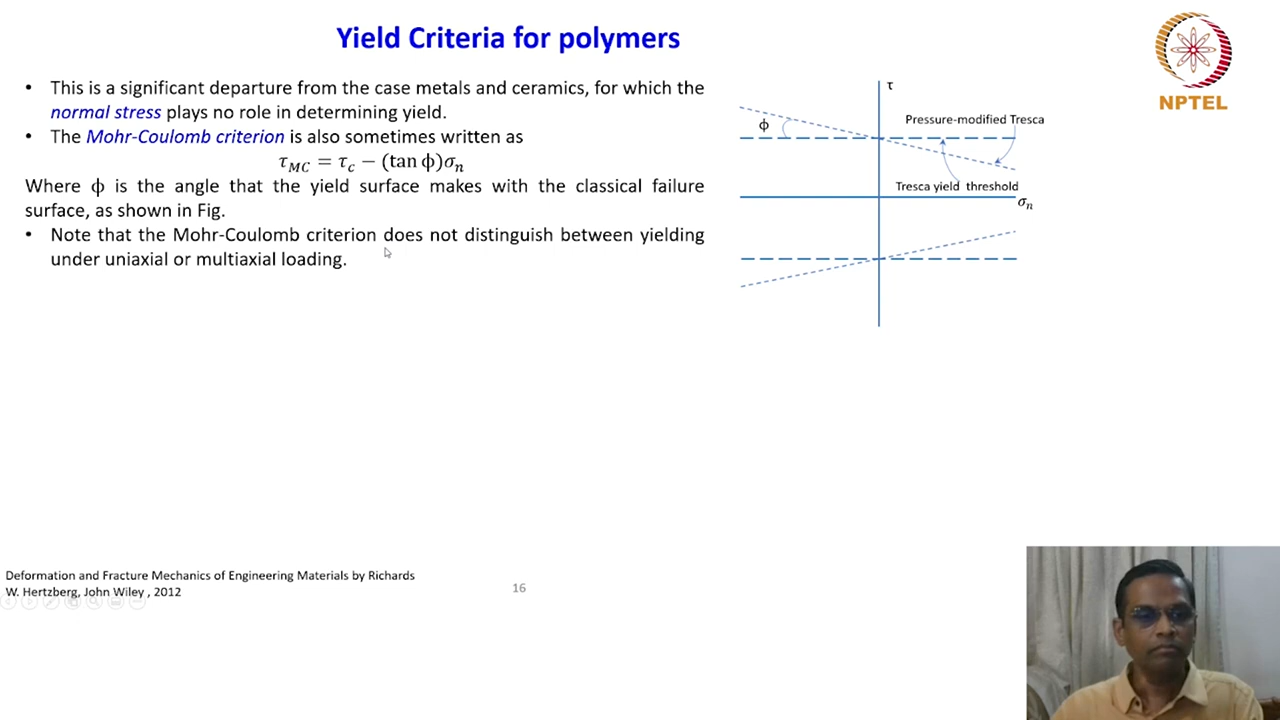 Yield Criteria for polymers
NPTEL
• This is a significant departure from the case metals and ceramics, for which the
normal stress plays no role in determining yield.
• The Mohr-Coulomb criterion is also sometimes written as
τ_MC = τ_c − (tan ϕ)σ_n
Where ϕ is the angle that the yield surface makes with the classical failure
surface, as shown in Fig.
• Note that the Mohr-Coulomb criterion does not distinguish between yielding
under uniaxial or multiaxial loading.
τ
ϕ
Pressure-modified Tresca
Tresca yield threshold
σ_n
Deformation and Fracture Mechanics of Engineering Materials by Richards
W. Hertzberg, John Wiley , 2012
16